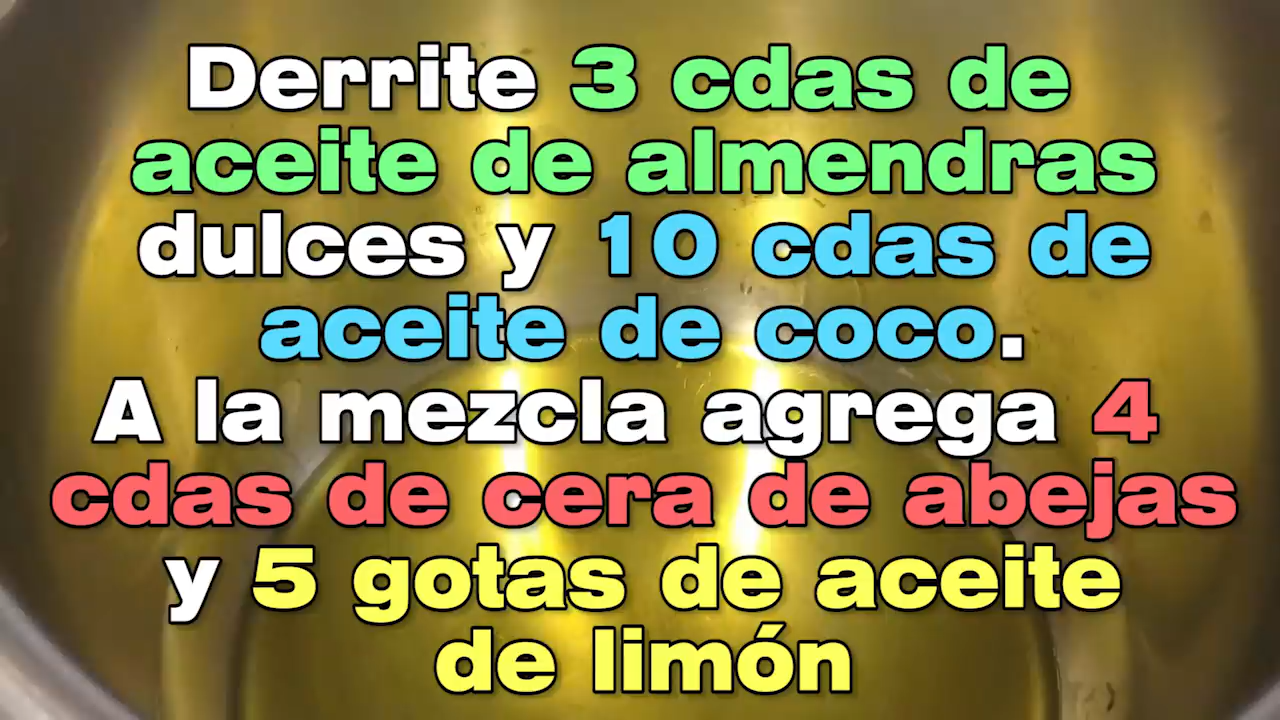 Derrite 3 cdas de
aceite de almendras
dulces y 10 cdas de
aceite de coco.
A la mezcla agrega 4
cdas de cera de abejas
y 5 gotas de aceite
de limón